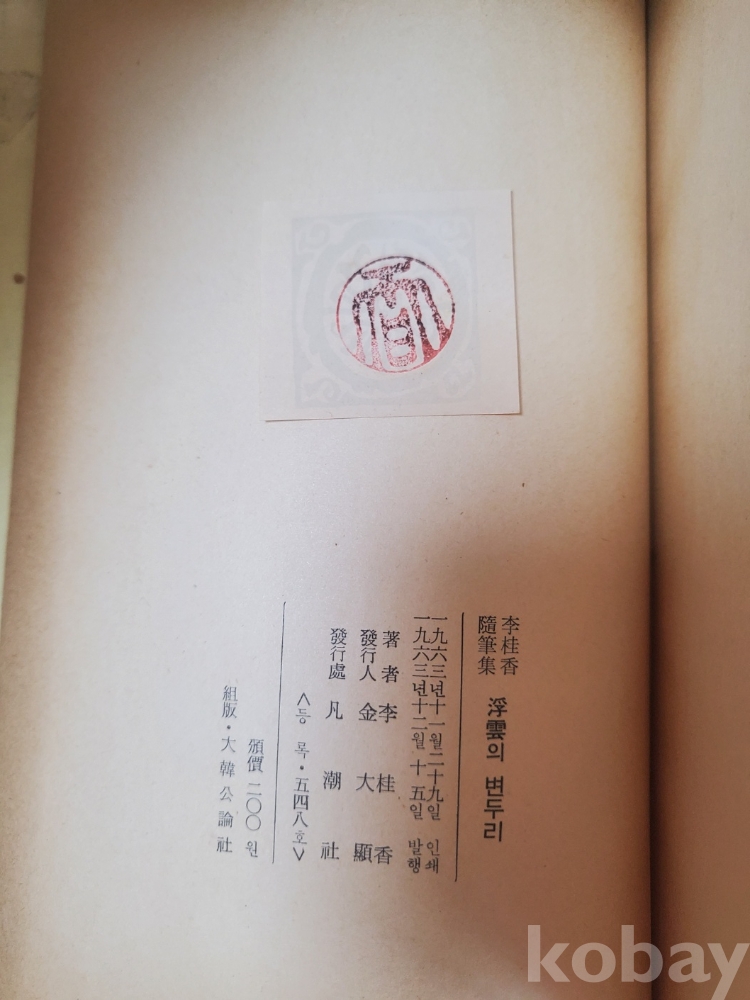 李桂香
隨筆集
浮雲의 변두리
一九六三년十一월二十九일 인쇄
一九六三년十二월 十五일 발행
著者 李桂香
發行人 金大顯
發行處 凡潮社
<등록·五四八호>
頒價 二〇〇원
組版·大韓公論社
香
kobay